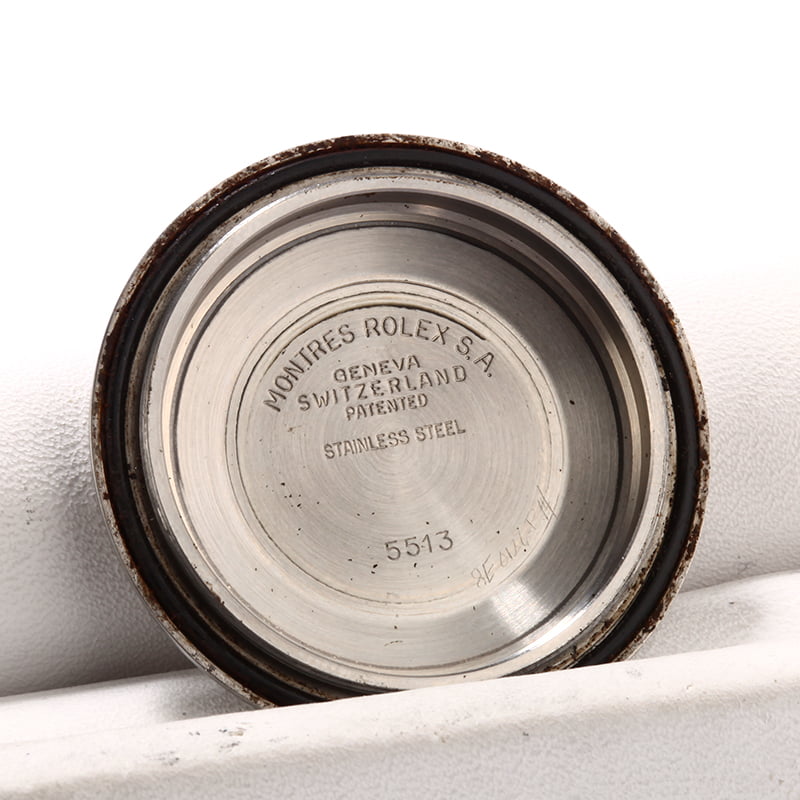 MONTRES ROLEX S.A.
GENEVA
SWITZERLAND
PATENTED
STAINLESS STEEL
5513